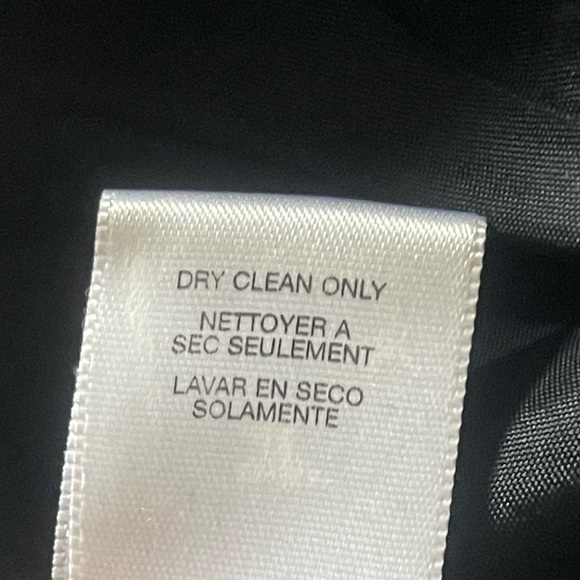 DRY CLEAN ONLY
NETTOYER A
SEC SEULEMENT
LAVAR EN SECO
SOLAMENTE